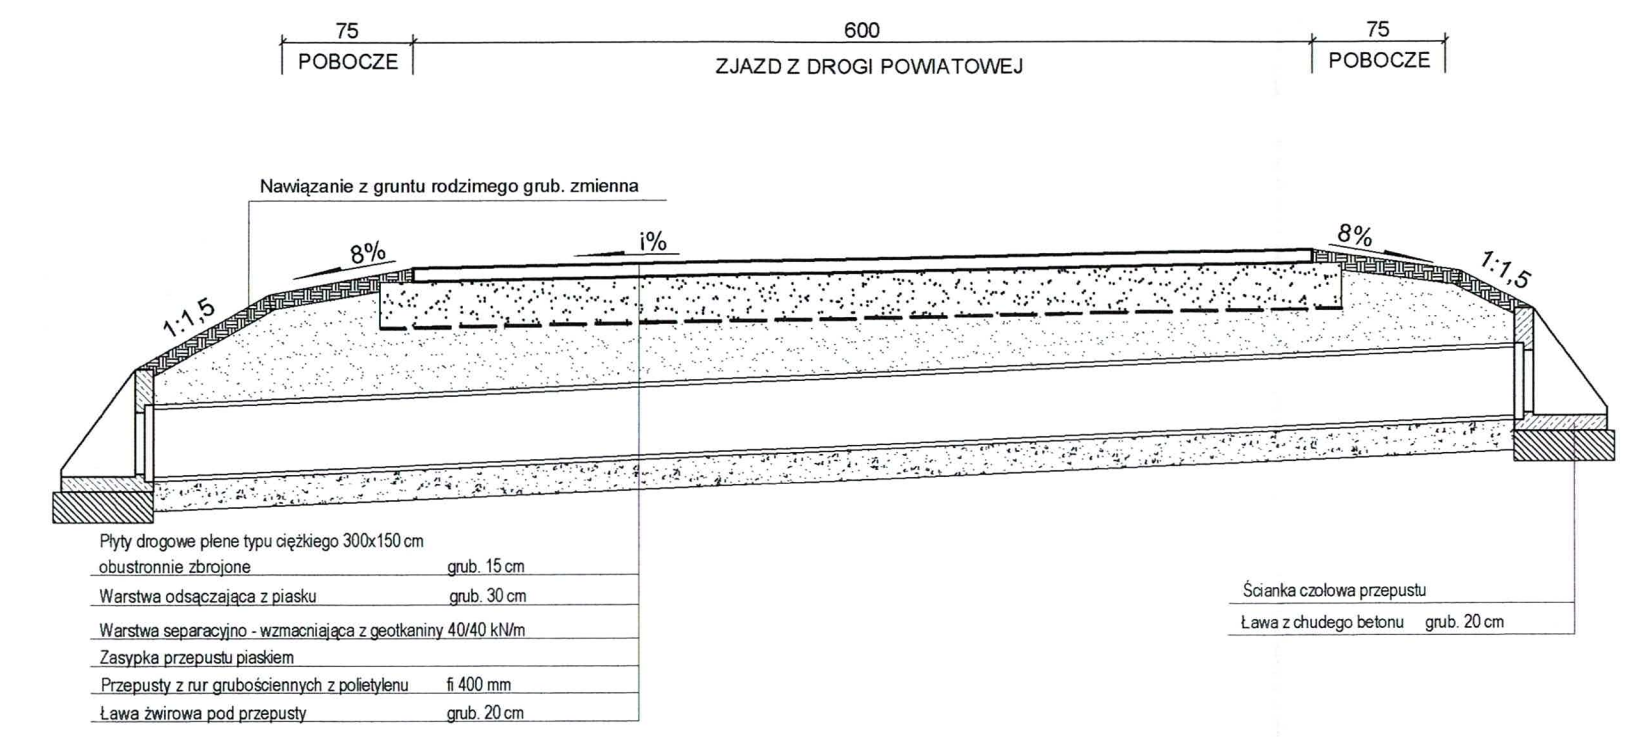 75 600 75
POBOCZE ZJAZD Z DROGI POWIATOWEJ POBOCZE
Nawiązanie z gruntu rodzimego grub. zmienna
8% i% 8%
1:1,5 1:1,5
Płyty drogowe płene typu ciężkiego 300x150 cm
obustronnie zbrojone grub. 15 cm
Warstwa odsączająca z piasku grub. 30 cm
Warstwa separacyjno - wzmacniająca z geotkaniny 40/40 kN/m
Zasypka przepustu piaskiem
Przepusty z rur grubościennych z polietylenu fi 400 mm
Ława żwirowa pod przepusty grub. 20 cm
Ścianka czołowa przepustu
Ława z chudego betonu grub. 20 cm